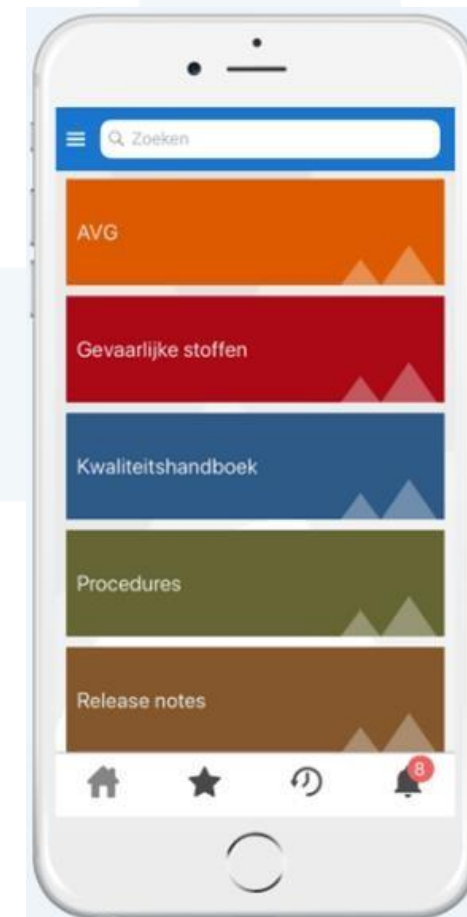 Zoeken
AVG
Gevaarlijke stoffen
Kwaliteitshandboek
Procedures
Release notes
8